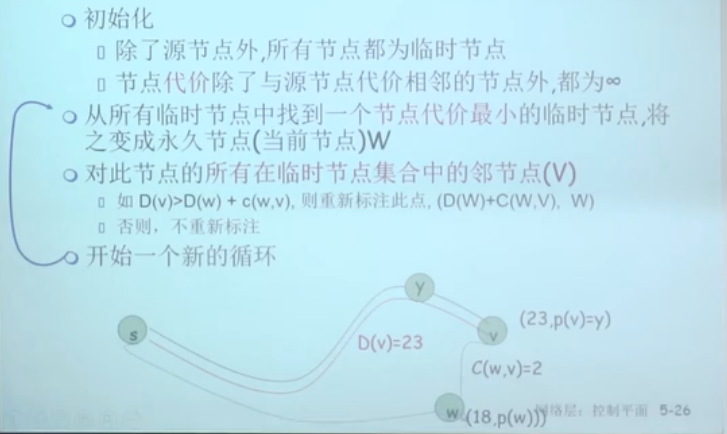 初始化
除了源节点外,所有节点都为临时节点
节点代价除了与源节点代价相邻的节点外,都为∞
从所有临时节点中找到一个节点代价最小的临时节点,将
之变成永久节点(当前节点)W
对此节点的所有在临时节点集合中的邻节点(V)
如 D(v)>D(w) + c(w,v), 则重新标注此点, (D(W)+C(W,V), W)
否则，不重新标注
开始一个新的循环
y
s
D(v)=23
v
(23,p(v)=y)
C(w,v)=2
w
(18,p(w)))
网络层：控制平面 5-26